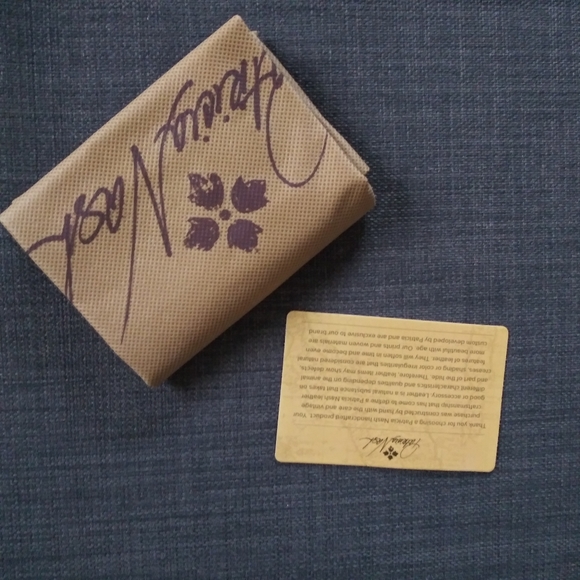 Patricia Nash
Patricia Nash
Thank you for choosing a Patricia Nash handcrafted product. Your
purchase was constructed by hand with the care and vintage
craftsmanship that has come to define a Patricia Nash leather
good or accessory. Leather is a natural substance that takes on
different characteristics and qualities depending on the animal
and part of the hide. Therefore, leather items may show bumps,
creases, shading or color irregularities that are considered natural
features of leather. They will soften and become even
most beautiful with age. Our prints and woven materials are
custom developed by Patricia and are exclusive to our brand.